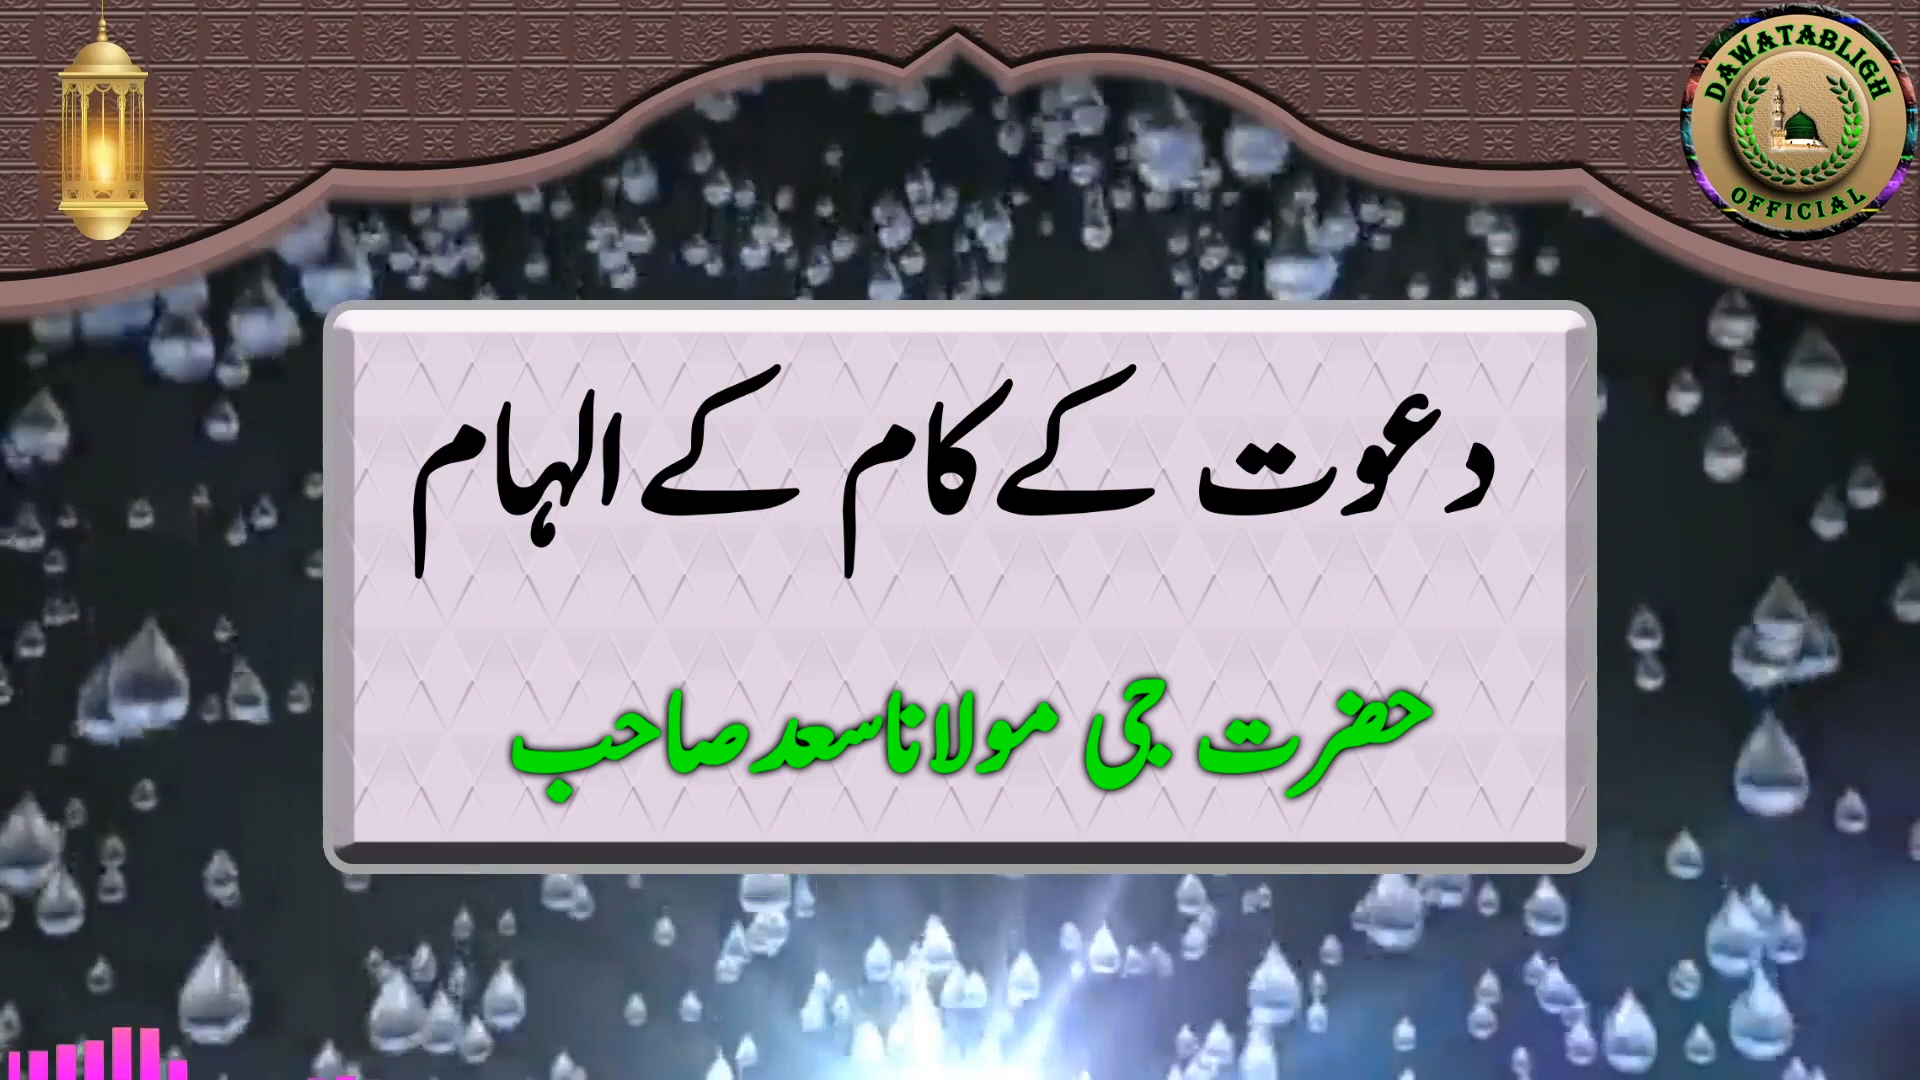 DAWATABLIGH
OFFICIAL
دعوت کے کام کے الہام
حضرت جی مولانا سعد صاحب